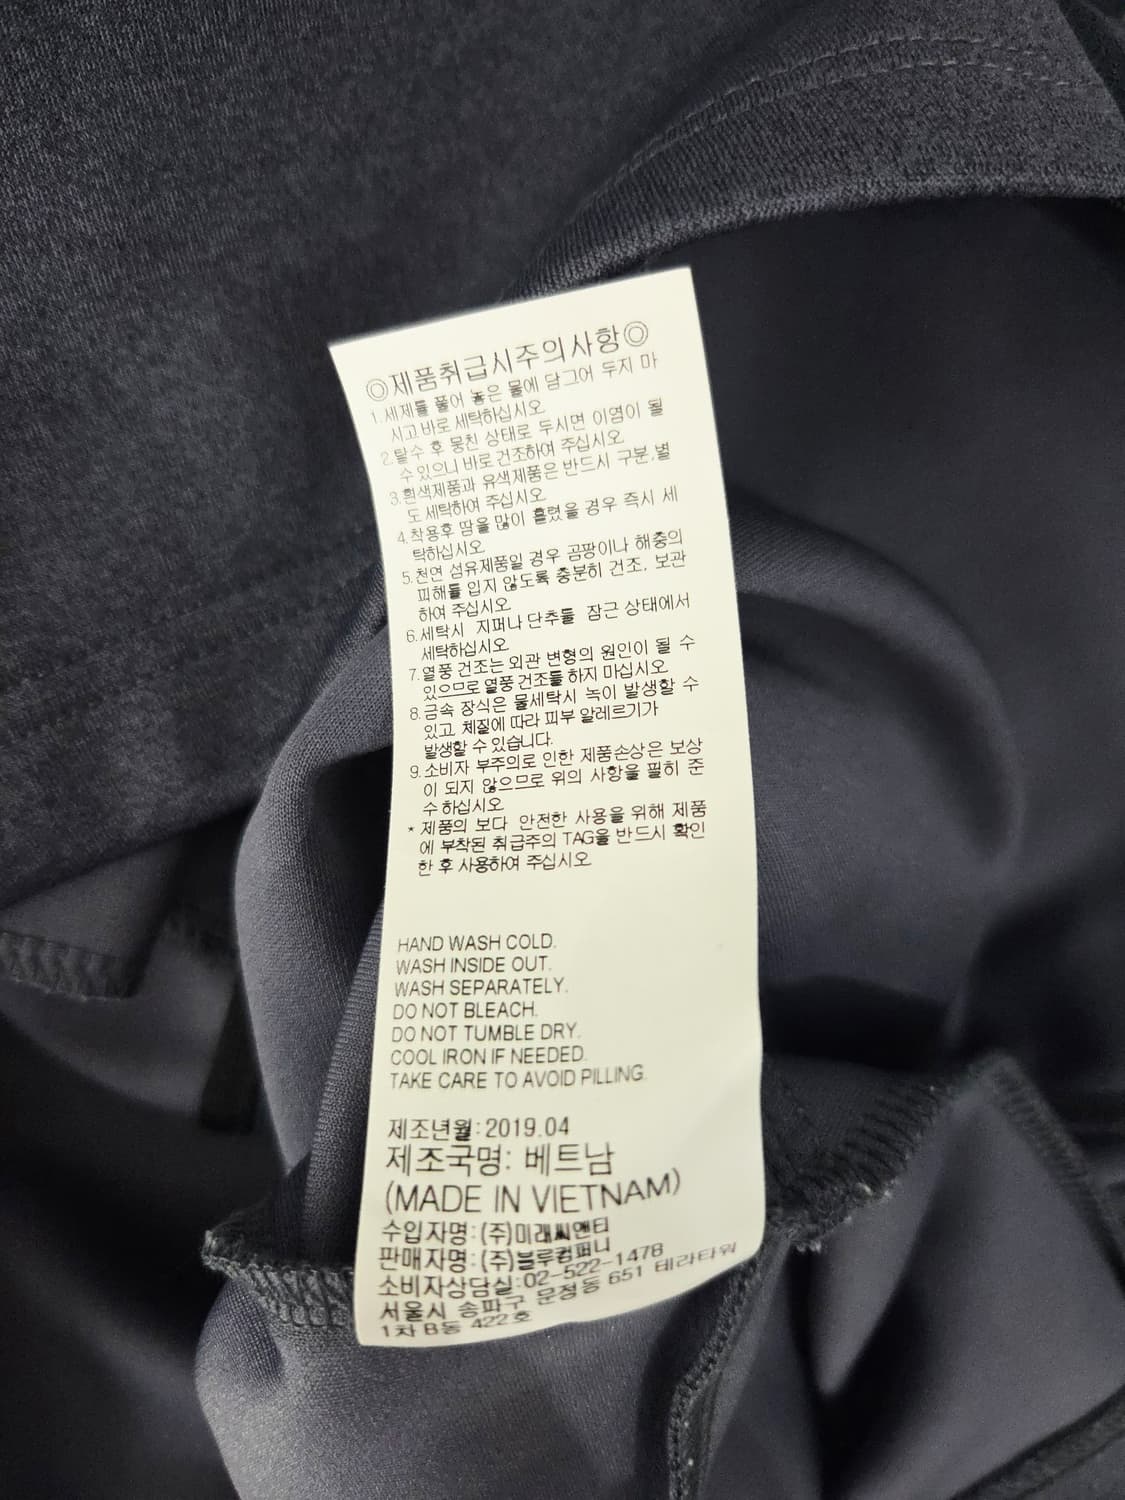 ◎제품취급시주의사항◎
1.세제를 풀어 놓은 물에 담그어 두지 마
시고 바로 세탁하십시오.
2.탈수 후 뭉친 상태로 두시면 이염이 될
수 있으니 바로 건조하여 주십시오.
3.흰색제품과 유색제품은 반드시 구분,별
도 세탁하여 주십시오.
4.착용후 땀을 많이 흘렸을 경우 즉시 세
탁하십시오.
5.천연 섬유제품일 경우 곰팡이나 해충의
피해를 입지 않도록 충분히 건조, 보관
하여 주십시오.
6.세탁시 지퍼나 단추를 잠근 상태에서
세탁하십시오.
7.열풍 건조는 외관 변형의 원인이 될 수
있으므로 열풍 건조를 하지 마십시오.
8.금속 장식은 물세탁시 녹이 발생할 수
있고, 체질에 따라 피부 알레르기가
발생할 수 있습니다.
9.소비자 부주의로 인한 제품손상은 보상
이 되지 않으므로 위의 사항을 필히 준
수 하십시오.
* 제품의 보다 안전한 사용을 위해 제품
에 부착된 취급주의 TAG을 반드시 확인
한 후 사용하여 주십시오.
HAND WASH COLD.
WASH INSIDE OUT.
WASH SEPARATELY.
DO NOT BLEACH.
DO NOT TUMBLE DRY.
COOL IRON IF NEEDED.
TAKE CARE TO AVOID PILLING.
제조년월:2019.04
제조국명: 베트남
(MADE IN VIETNAM)
수입자명:(주)미래씨앤티
판매자명:(주)블루컴퍼니
소비자상담실:02-522-1478
서울시 송파구 문정동 651 테라타워
1차 B동 422호